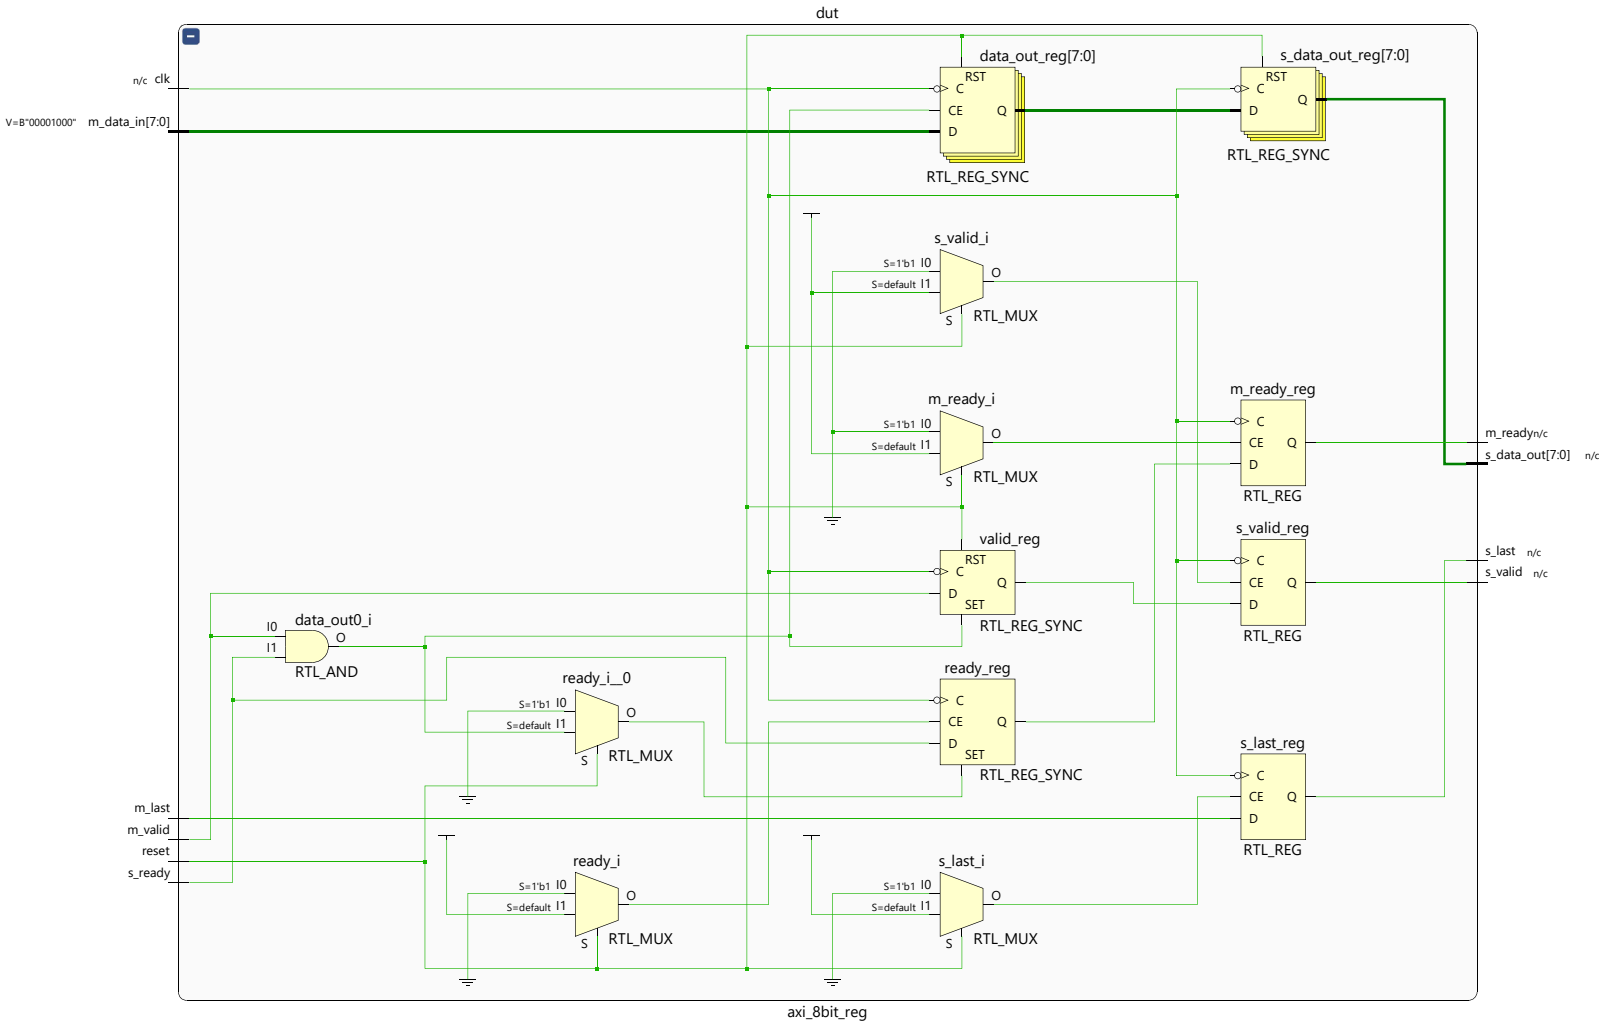 dut
data_out_reg[7:0]
s_data_out_reg[7:0]
n/c clk
RST
C
CE
Q
D
RTL_REG_SYNC
RST
C
Q
D
RTL_REG_SYNC
V=B"00001000" m_data_in[7:0]
s_valid_i
S=1'b1 I0
S=default I1
O
S
RTL_MUX
m_ready_i
S=1'b1 I0
S=default I1
O
S
RTL_MUX
m_ready_reg
C
CE
Q
D
RTL_REG
m_ready n/c
s_data_out[7:0] n/c
valid_reg
RST
C
Q
D
SET
RTL_REG_SYNC
s_valid_reg
C
CE
Q
D
RTL_REG
s_last n/c
s_valid n/c
data_out0_i
I0
I1
O
RTL_AND
ready_i__0
S=1'b1 I0
S=default I1
O
S
RTL_MUX
ready_reg
C
CE
Q
D
SET
RTL_REG_SYNC
s_last_reg
C
CE
Q
D
RTL_REG
m_last
m_valid
reset
s_ready
ready_i
S=1'b1 I0
S=default I1
O
S
RTL_MUX
s_last_i
S=1'b1 I0
S=default I1
O
S
RTL_MUX
axi_8bit_reg